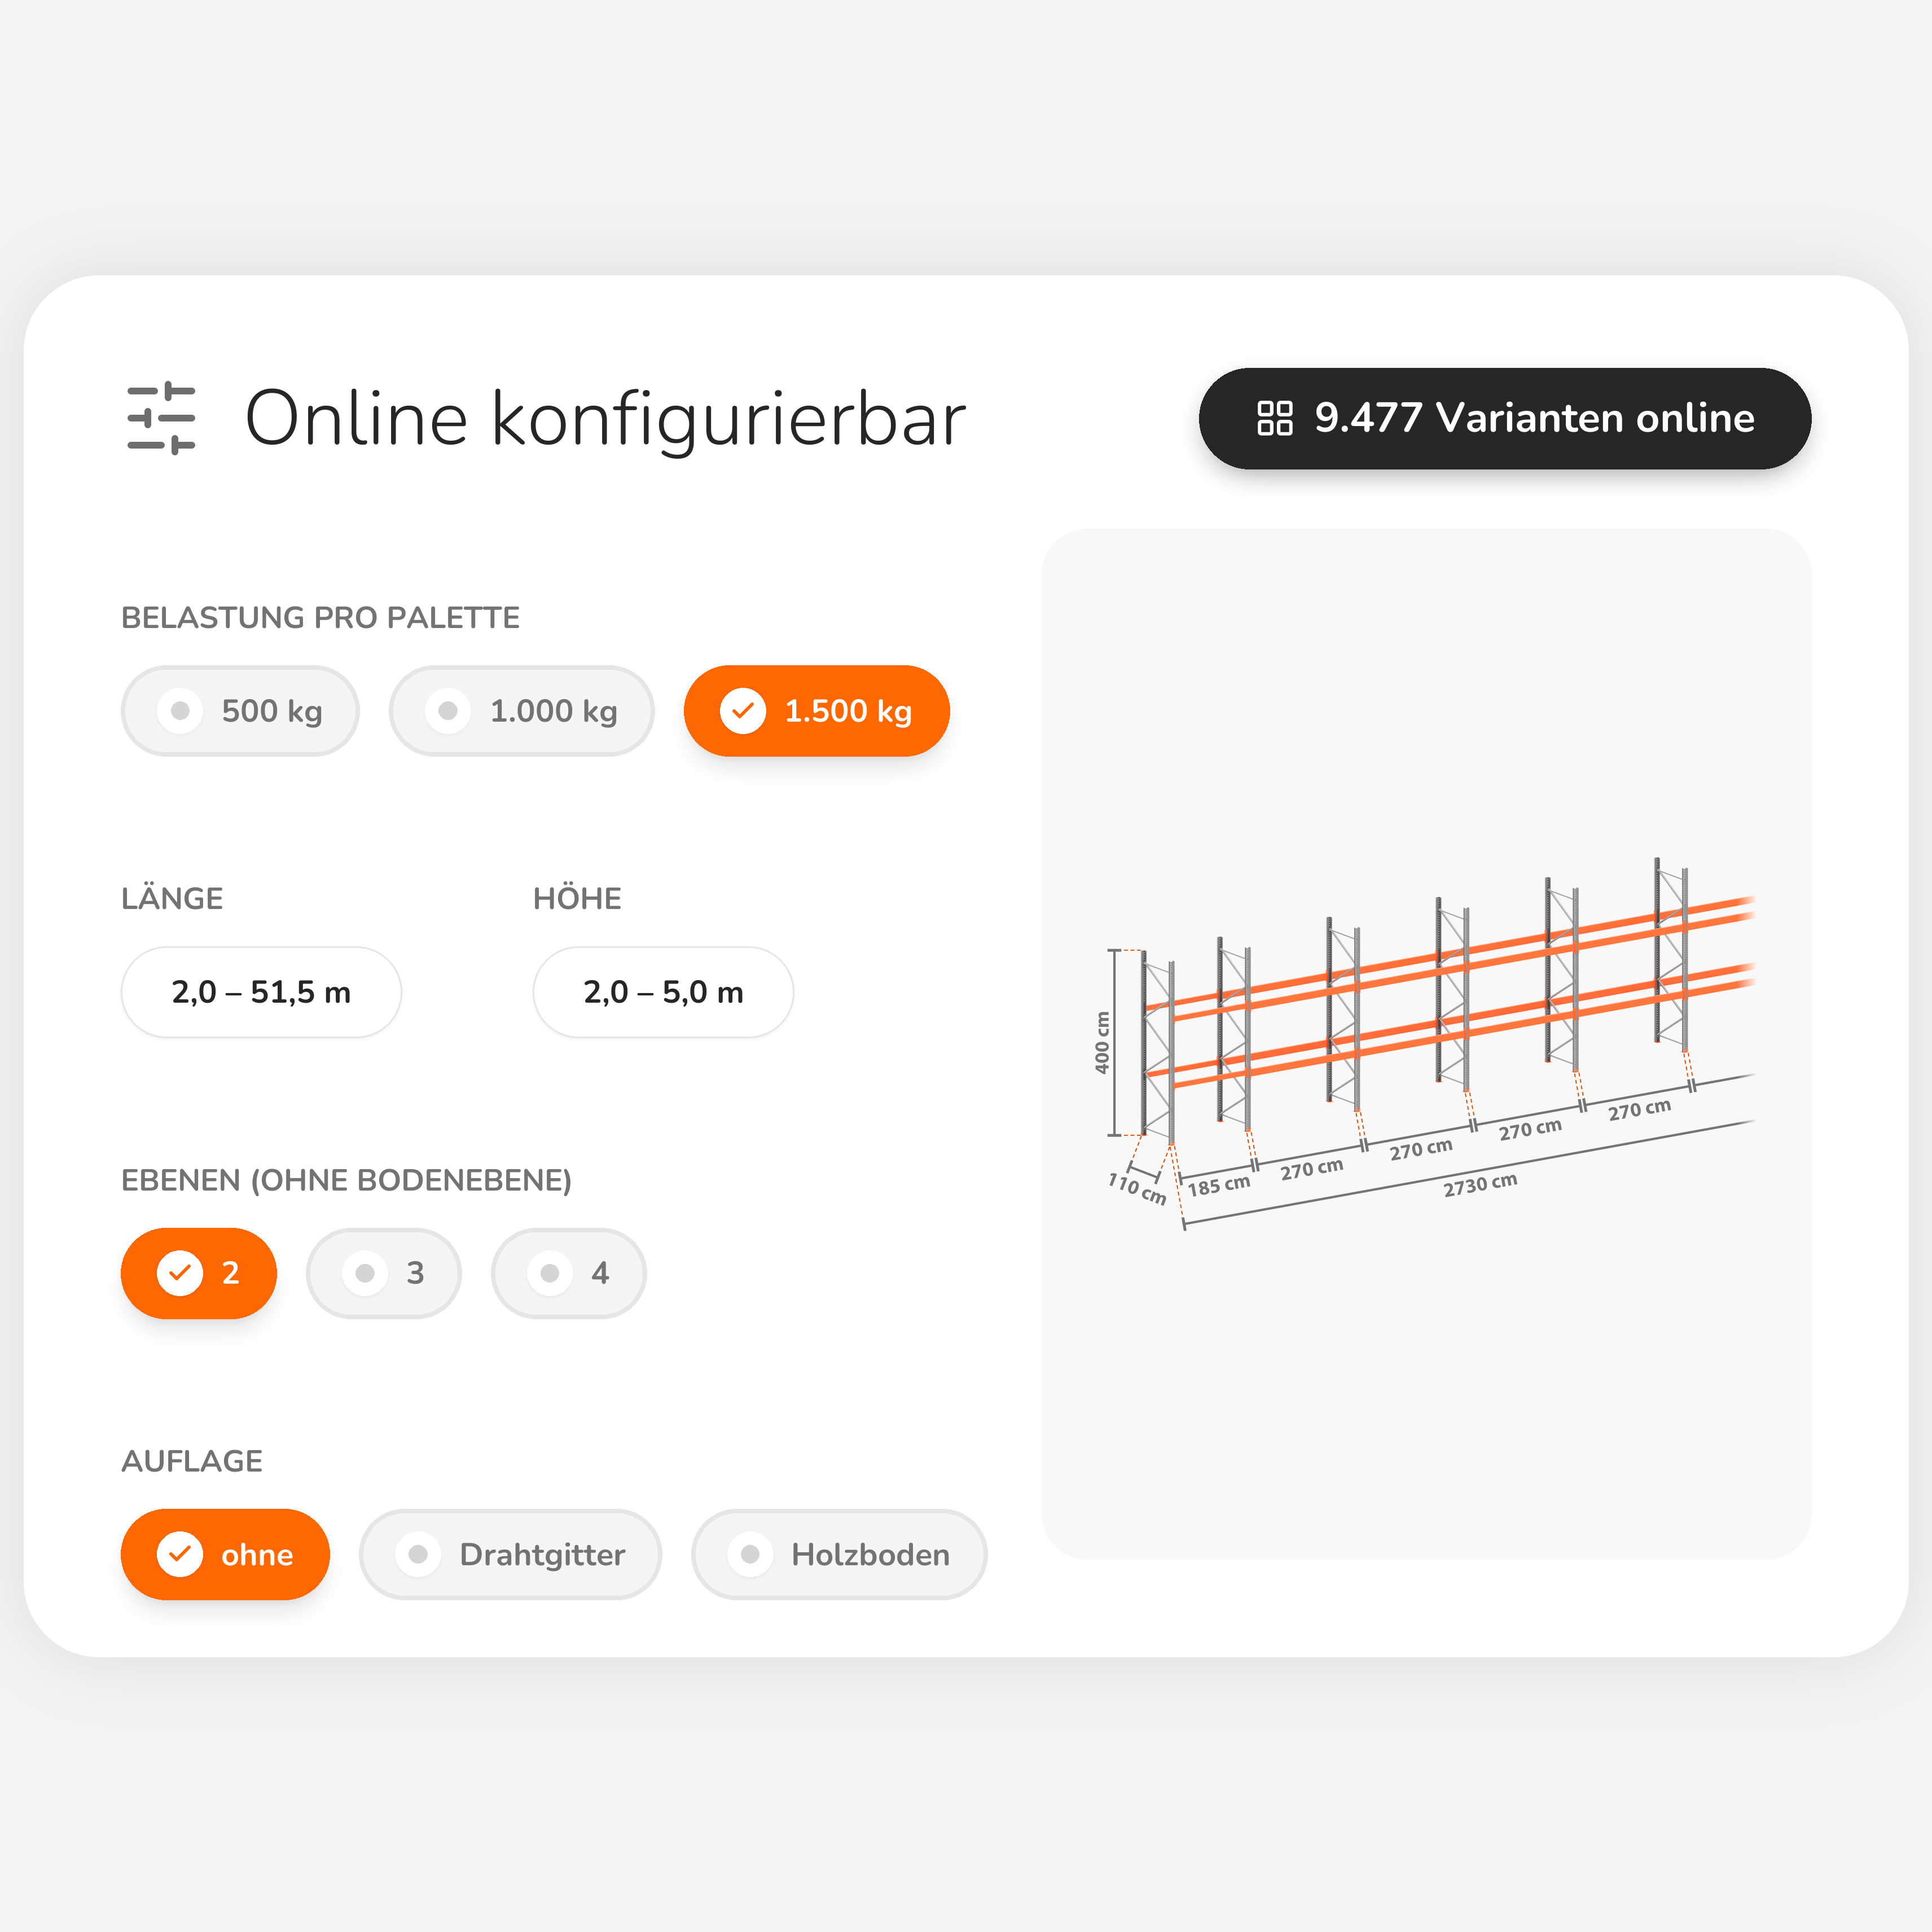 Online konfigurierbar
9.477 Varianten online
BELASTUNG PRO PALETTE
500 kg
1.000 kg
1.500 kg
LÄNGE
HÖHE
2,0 – 51,5 m
2,0 – 5,0 m
EBENEN (OHNE BODENEBENE)
2
3
4
AUFLAGE
ohne
Drahtgitter
Holzboden
400 cm
110 cm
185 cm
270 cm
270 cm
270 cm
270 cm
2730 cm